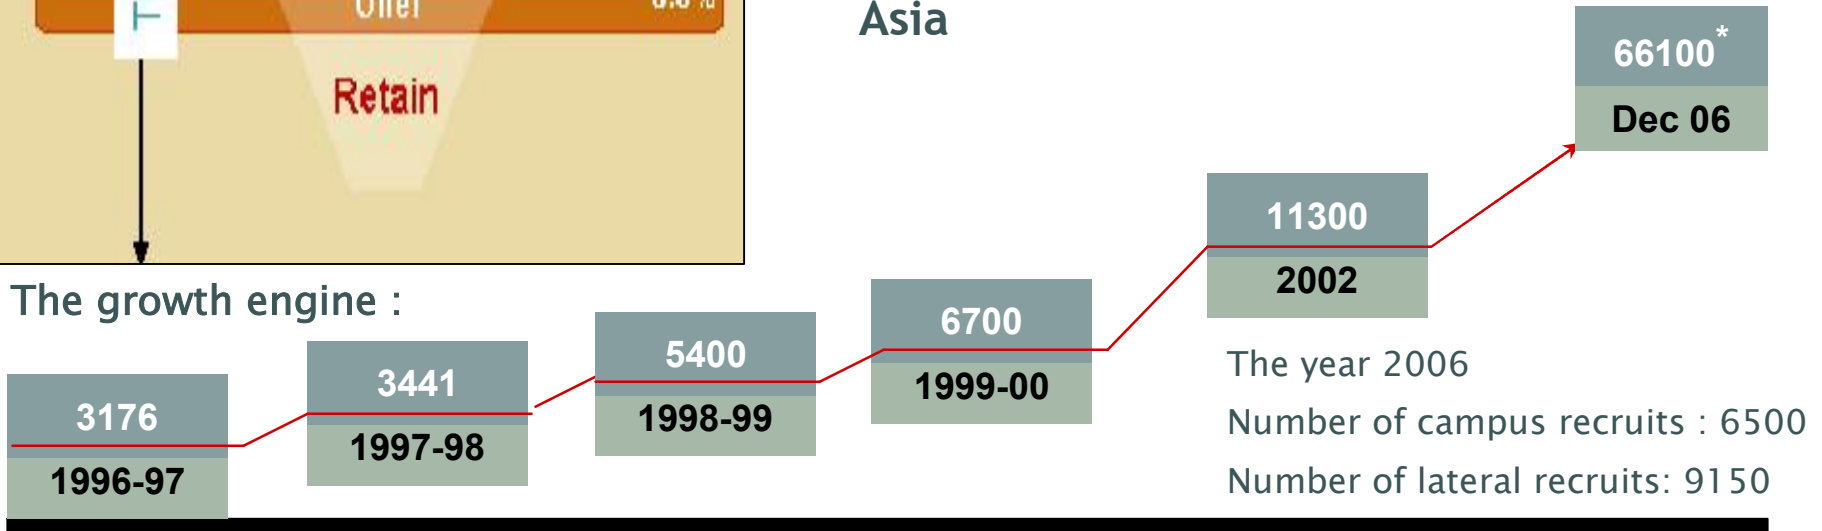 Offer
Retain
Asia
66100*
Dec 06
11300
2002
The growth engine :
6700
1999-00
5400
1998-99
3441
1997-98
3176
1996-97
The year 2006
Number of campus recruits : 6500
Number of lateral recruits: 9150